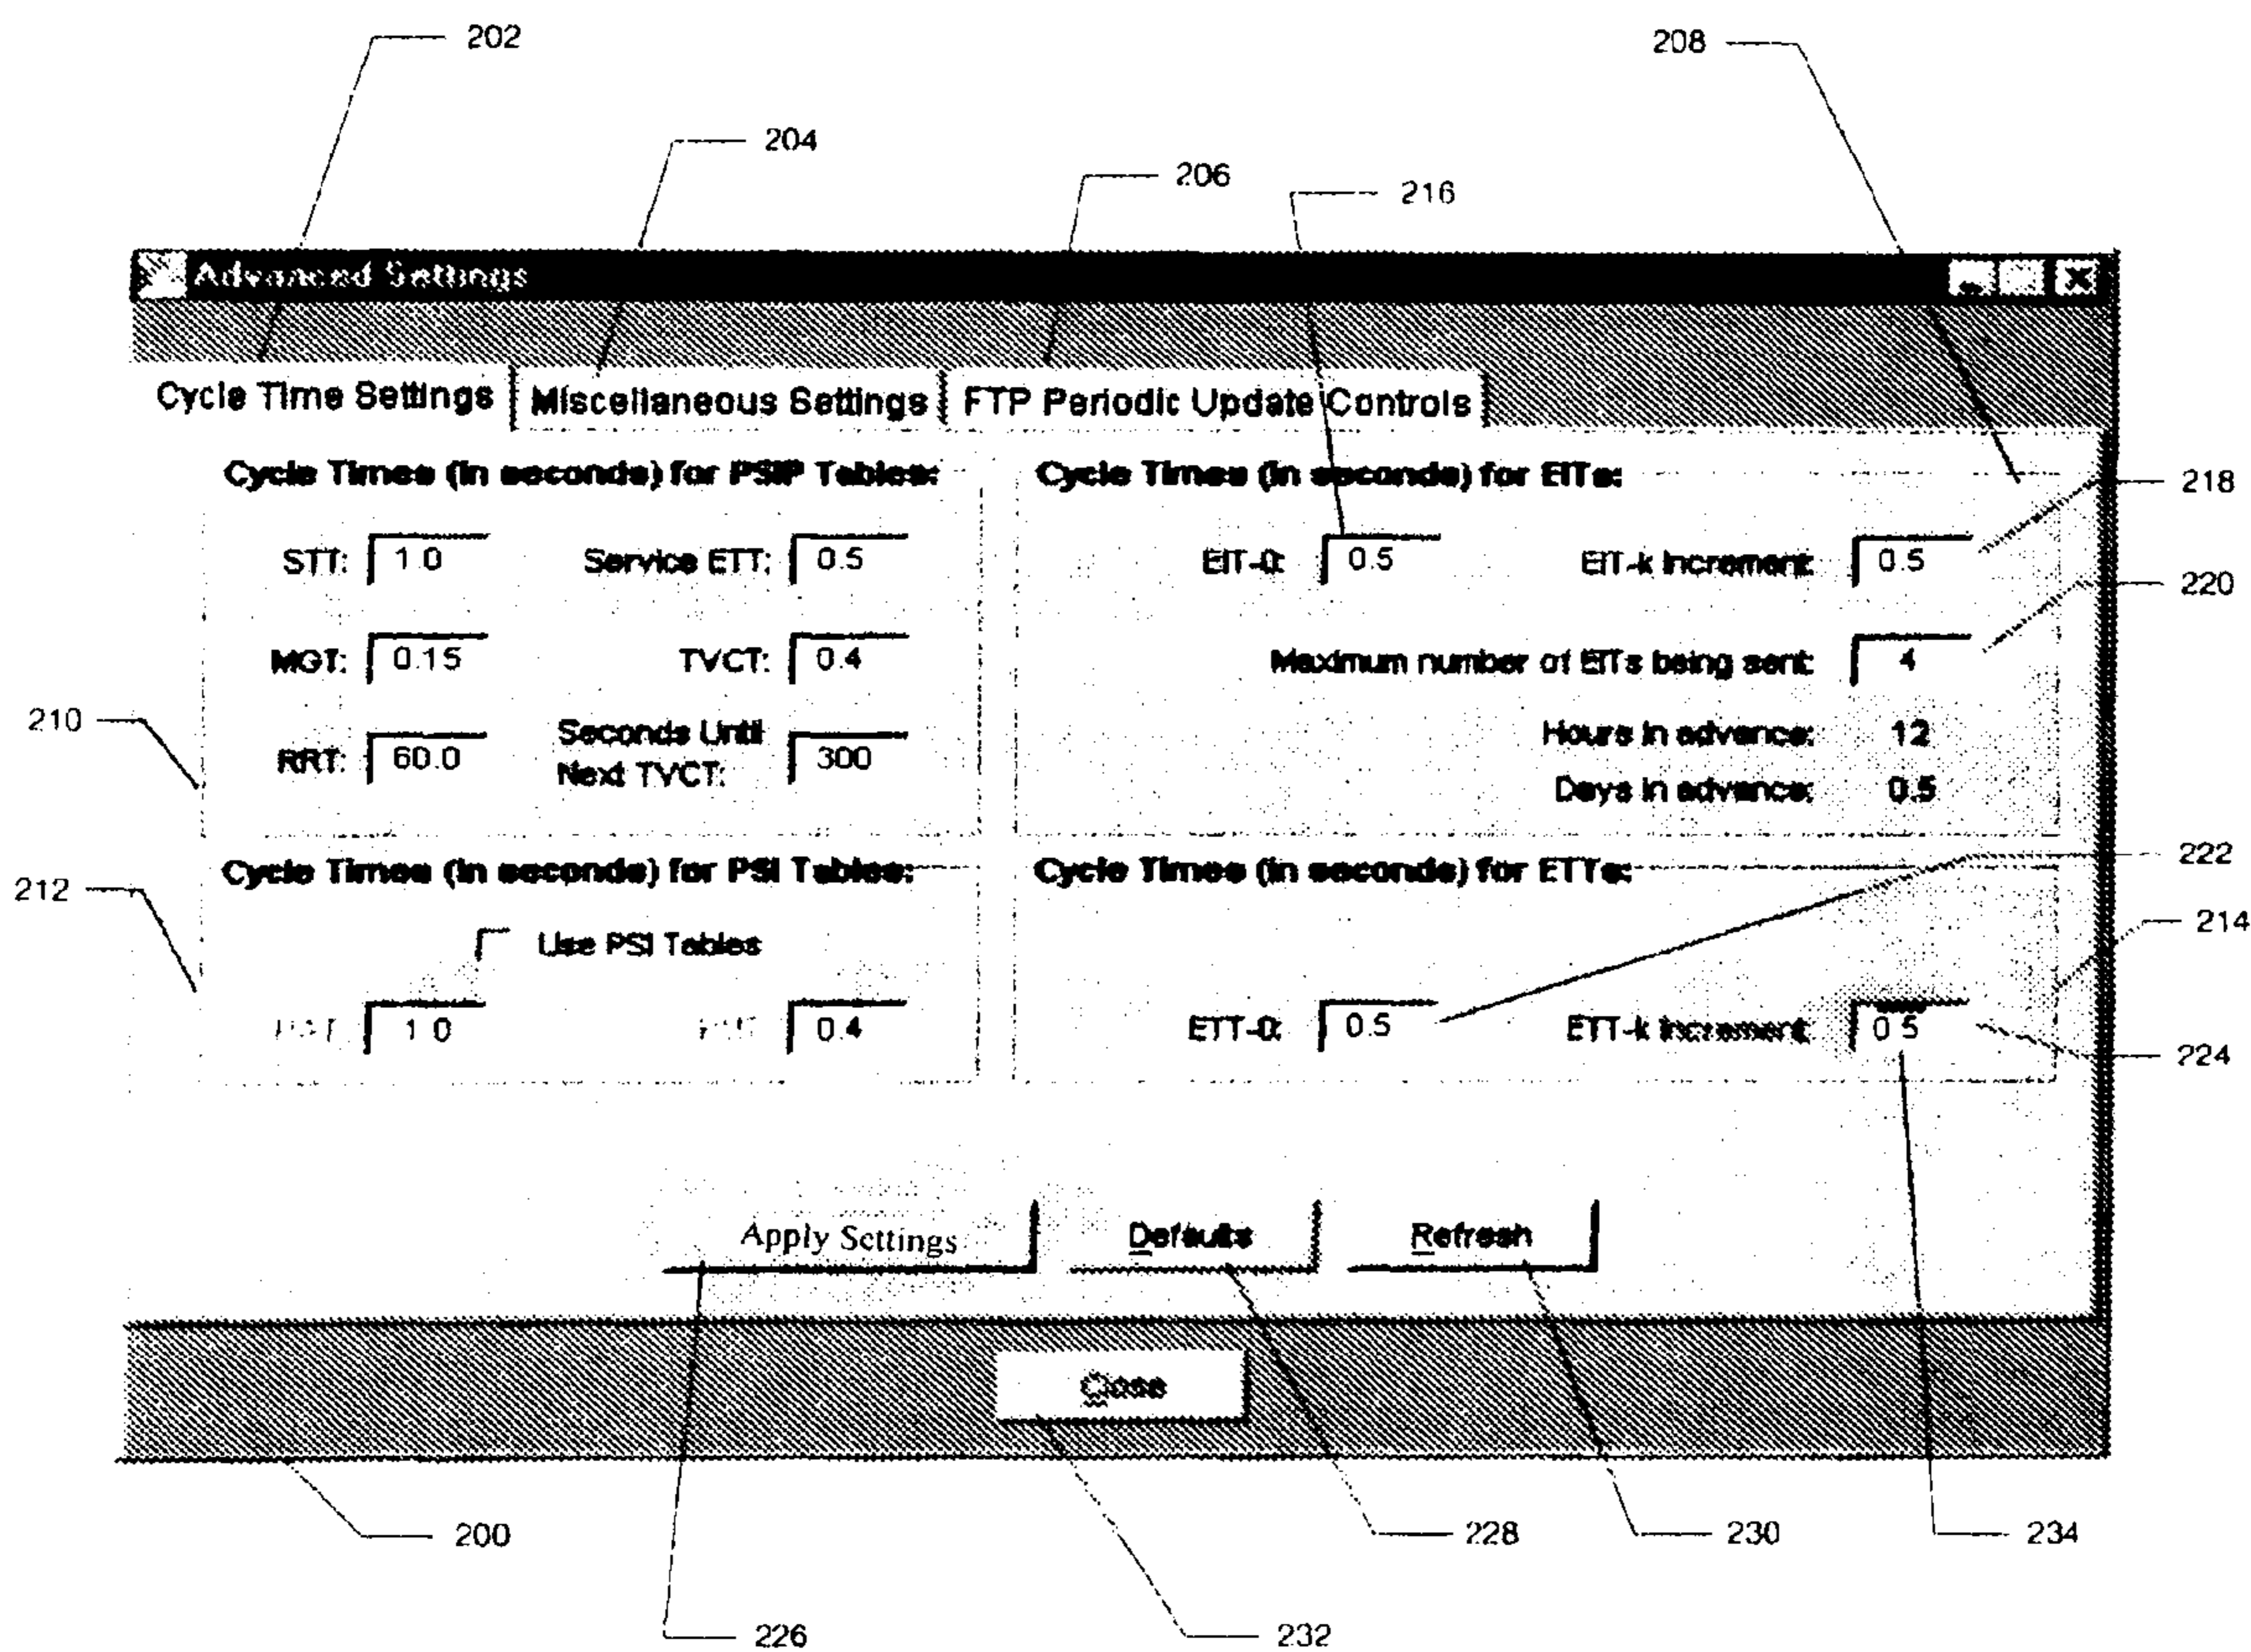 202
208
204
206
216
Advanced Settings
Cycle Time Settings Miscellaneous Settings FTP Periodic Update Controls
Cycle Times (in seconds) for PSIP Tables:
STT: 1.0 Service ETT: 0.5
MGT: 0.15 TVCT: 0.4
RRT: 60.0 Seconds Until
Next TVCT: 300
Cycle Times (in seconds) for EITs:
EIT-0: 0.5 EIT-k Increment: 0.5
Maximum number of EITs being sent: 4
Hours in advance: 12
Days in advance: 0.5
218
220
210
212
Cycle Times (in seconds) for PSI Tables:
Use PSI Tables
1.0 0.4
Cycle Times (in seconds) for ETTs:
ETT-0: 0.5 ETT-k Increment: 0.5
222
214
224
Apply Settings Defaults Refresh
Close
200
228
230
234
226
232